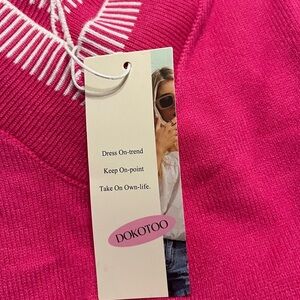 Dress On-trend
Keep On-point
Take On Own-life.
DOKOTOO